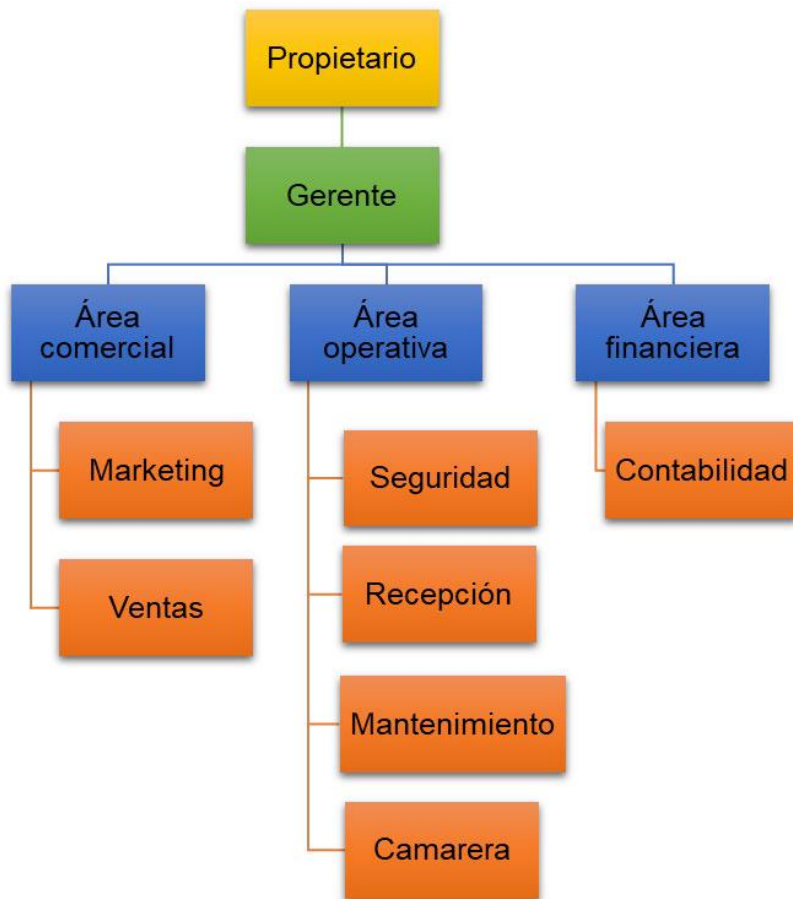 Propietario
Gerente
Área
comercial
Área
operativa
Área
financiera
Marketing
Ventas
Seguridad
Recepción
Mantenimiento
Camarera
Contabilidad